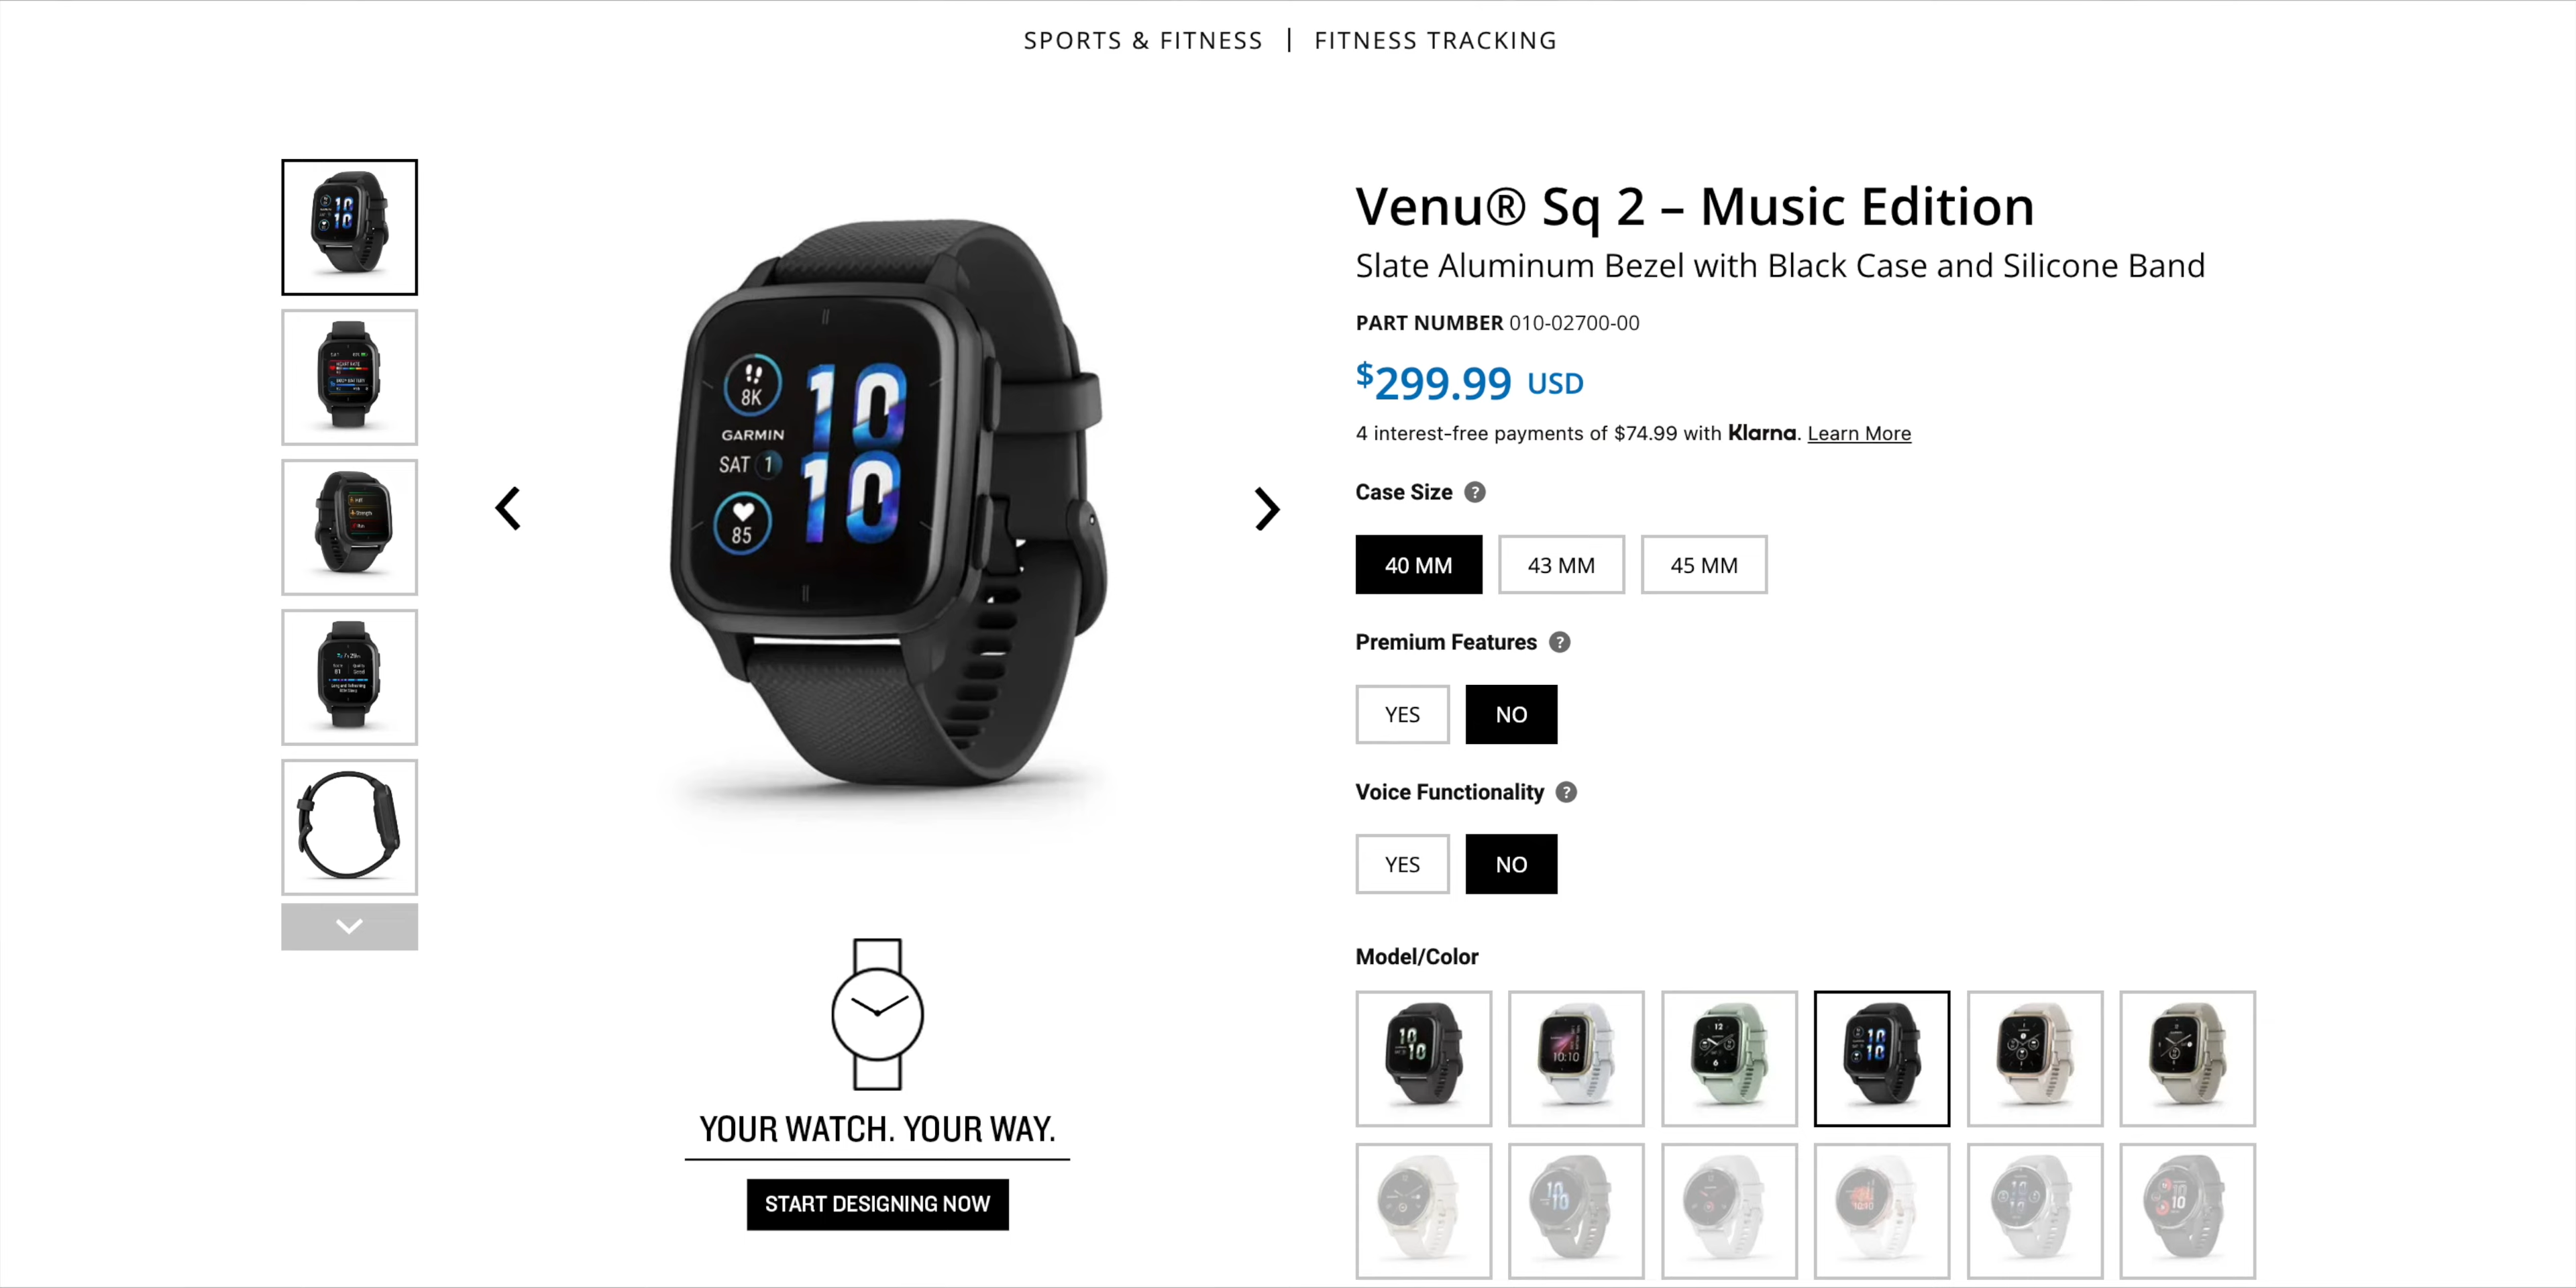 SPORTS & FITNESS | FITNESS TRACKING
8K
GARMIN
SAT 1
85
10
10
Venu® Sq 2 – Music Edition
Slate Aluminum Bezel with Black Case and Silicone Band
PART NUMBER 010-02700-00
$299.99 USD
4 interest-free payments of $74.99 with Klarna. Learn More
Case Size ?
40 MM 43 MM 45 MM
Premium Features ?
YES NO
Voice Functionality ?
YES NO
Model/Color
YOUR WATCH. YOUR WAY.
START DESIGNING NOW